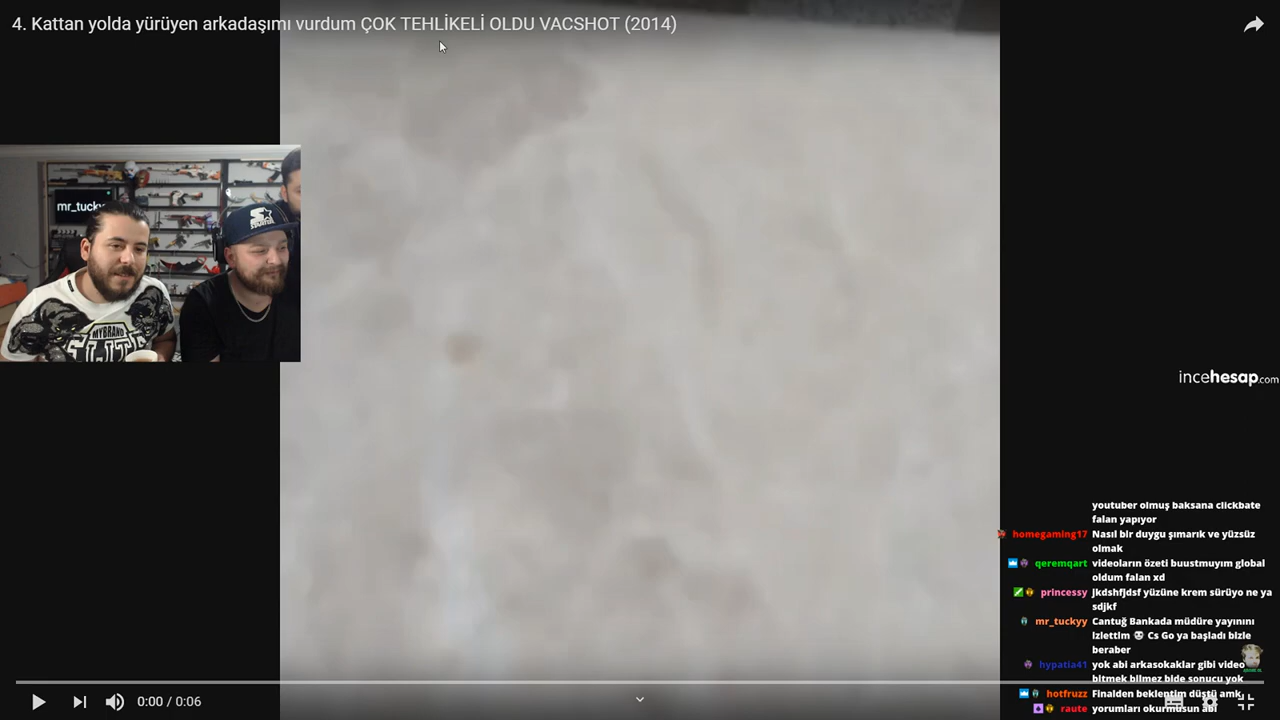 4. Kattan yolda yürüyen arkadaşımı vurdum ÇOK TEHLİKELİ OLDU VACSHOT (2014)
mr_tucky
MYBRAND
incehesap.com
youtuber olmuş baksana clickbate
falan yapıyor
homegaming17 Nasıl bir duygu şımarık ve yüzsüz
olmak
qeremqart videoların özeti buustmuyım global
oldum falan xd
princessy jkdshfjdsf yüzüne krem sürüyo ne ya
sdjkf
mr_tuckyy Cantuğ Bankada müdüre yayınını
izlettim Cs Go ya başladı bizle
beraber
hypatia41 yok abi arkasokaklar gibi video
bitmek bilmez bide sonucu yok
hotfruzz Finalden beklentim düştü amk
raute yorumları okurmusun abi
0:00 / 0:06